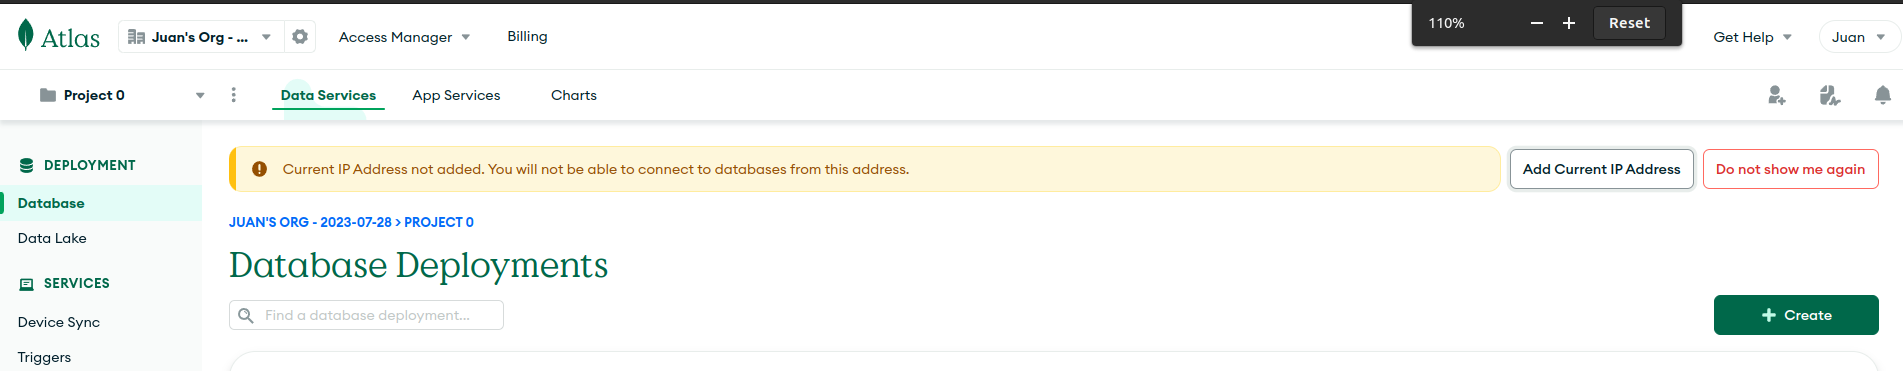 110% Reset
Atlas Juan's Org - ... Access Manager Billing Get Help Juan
Project 0 Data Services App Services Charts
DEPLOYMENT
Database
Data Lake
SERVICES
Device Sync
Triggers
Current IP Address not added. You will not be able to connect to databases from this address.
Add Current IP Address
Do not show me again
JUAN'S ORG - 2023-07-28 > PROJECT 0
Database Deployments
Find a database deployment...
+ Create